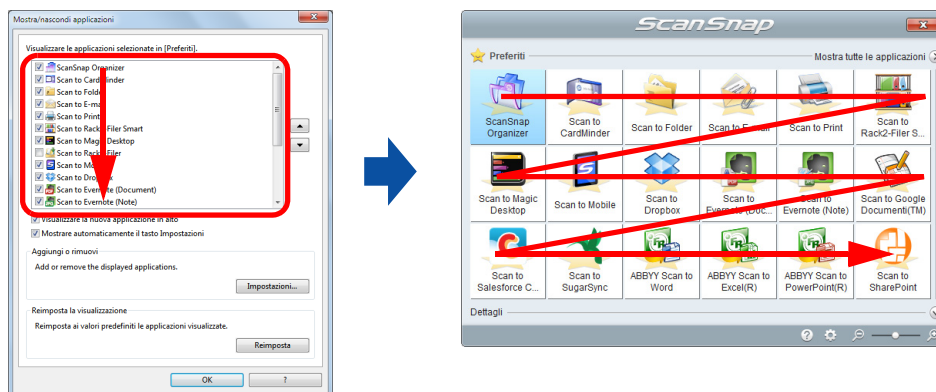 Mostra/nascondi applicazioni
Visualizzare le applicazioni selezionate in [Preferiti].
ScanSnap Organizer
Scan to CardMinder
Scan to Folder
Scan to E-mail
Scan to Print
Scan to Rack2-Filer Smart
Scan to Magic Desktop
Scan to Rack2-Filer
Scan to Mobile
Scan to Dropbox
Scan to Evernote (Document)
Scan to Evernote (Note)
Visualizzare la nuova applicazione in alto
Mostrare automaticamente il tasto Impostazioni
Aggiungi o rimuovi
Add or remove the displayed applications.
Impostazioni...
Reimposta la visualizzazione
Reimposta ai valori predefiniti le applicazioni visualizzate.
Reimposta
OK
?
ScanSnap
Preferiti
Mostra tutte le applicazioni
ScanSnap
Organizer
Scan to
CardMinder
Scan to Folder
Scan to E-mail
Scan to Print
Scan to
Rack2-Filer S...
Scan to Magic
Desktop
Scan to Mobile
Scan to
Dropbox
Scan to
Evernote (Doc...
Scan to
Evernote (Note)
Scan to Google
Documenti(TM)
Scan to
Salesforce C...
Scan to
SugarSync
ABBYY Scan to
Word
ABBYY Scan to
Excel(R)
ABBYY Scan to
PowerPoint(R)
Scan to
SharePoint
Dettagli